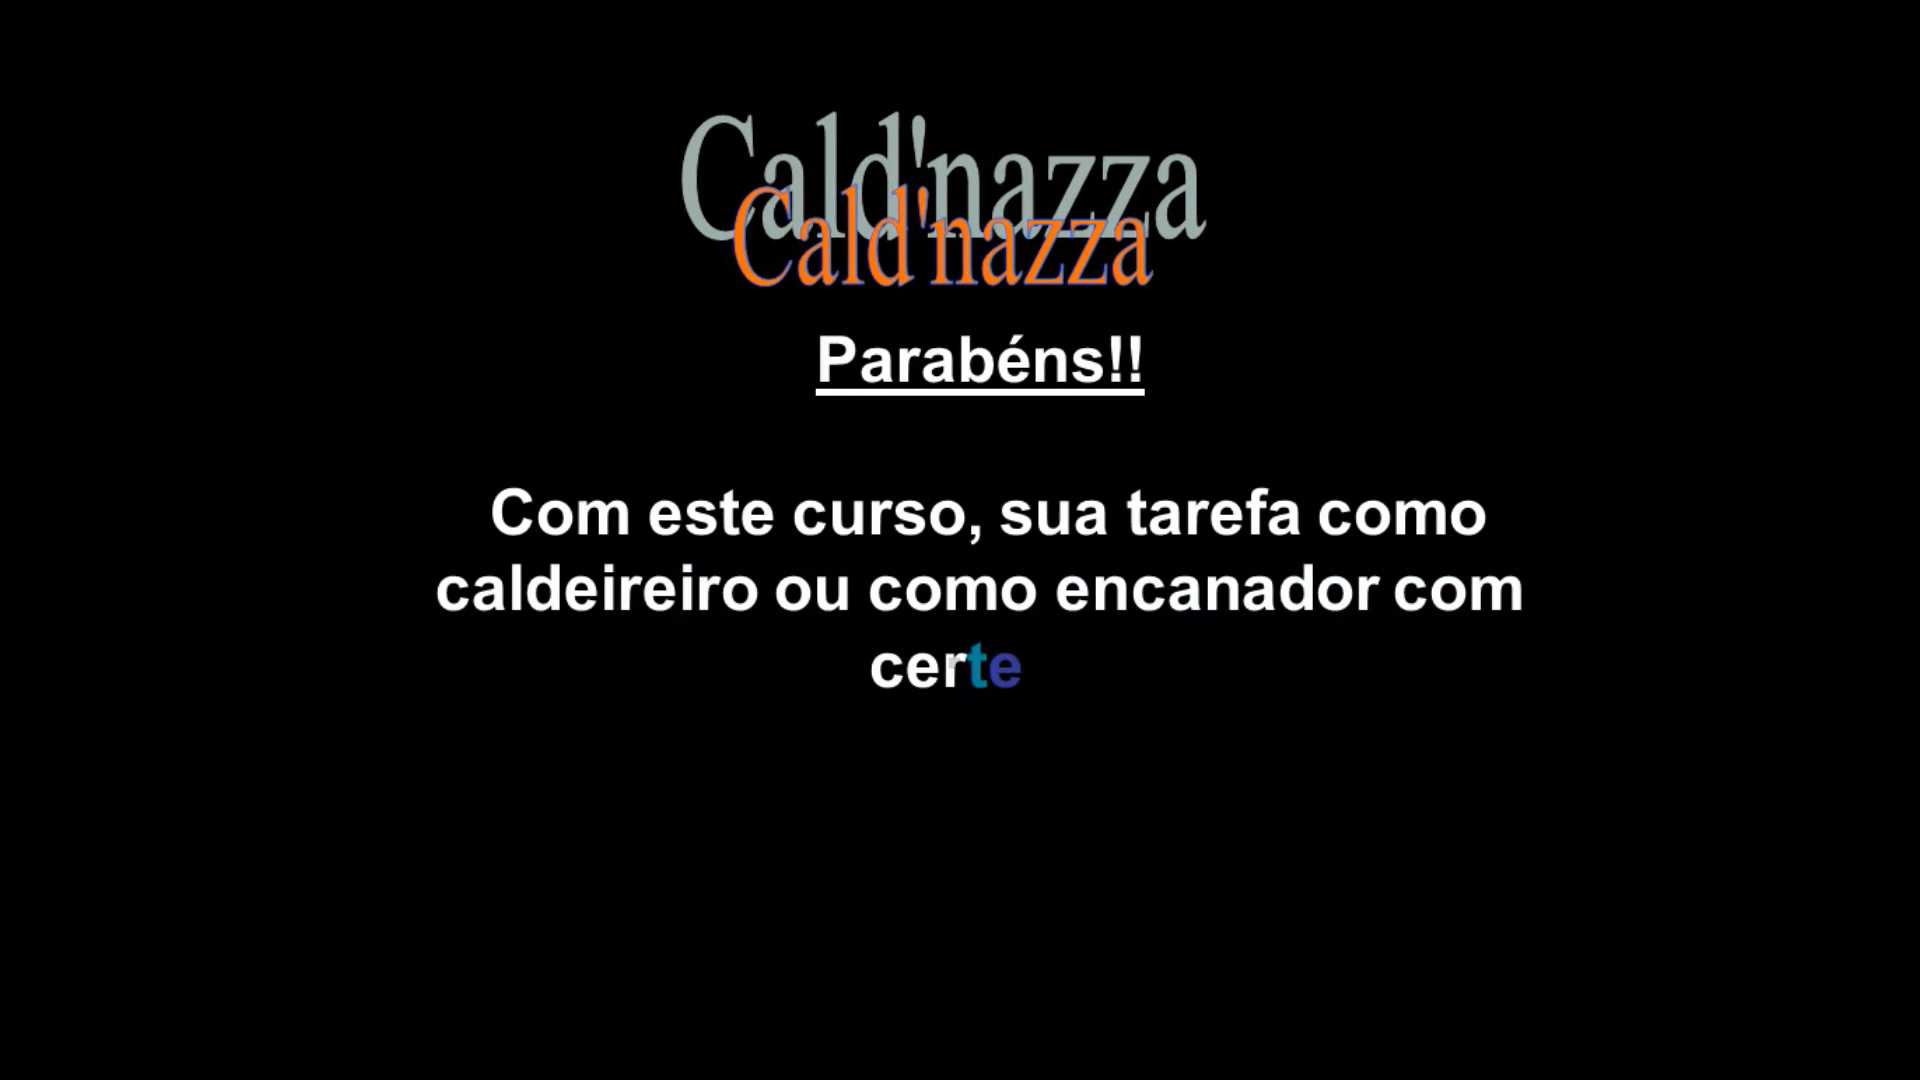 Cald'nazza
Cald'nazza
Parabéns!!
Com este curso, sua tarefa como
caldeireiro ou como encanador com
certe